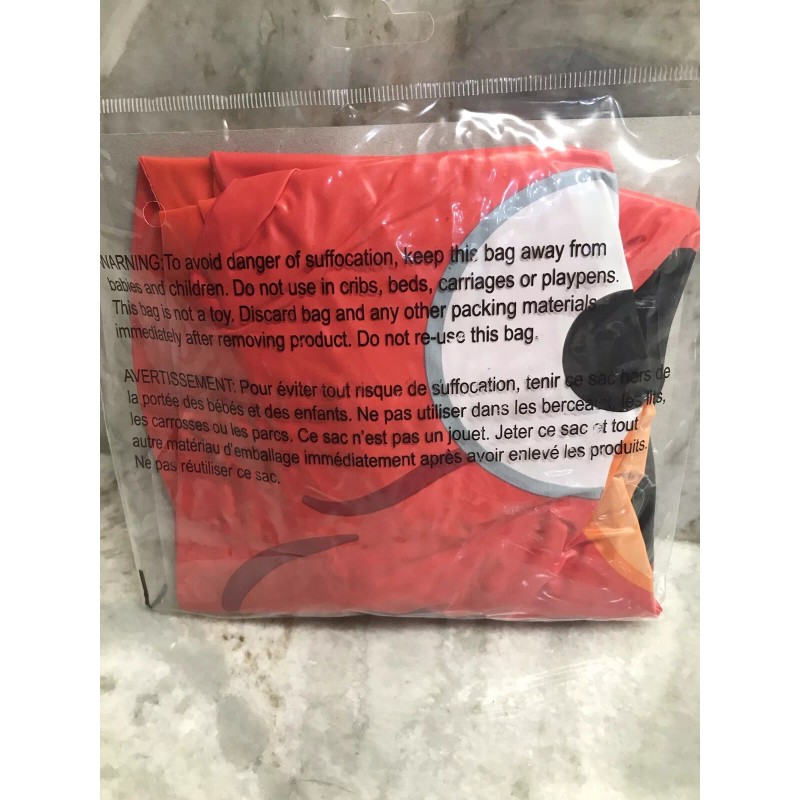 WARNING: To avoid danger of suffocation, keep this bag away from
babies and children. Do not use in cribs, beds, carriages or playpens.
This bag is not a toy. Discard bag and any other packing materials
immediately after removing product. Do not re-use this bag.
AVERTISSEMENT: Pour éviter tout risque de suffocation, tenir ce sac hors de
la portée des bébés et des enfants. Ne pas utiliser dans les berceaux, les lits,
les carrosses ou les parcs. Ce sac n'est pas un jouet. Jeter ce sac et tout
autre matériau d'emballage immédiatement après avoir enlevé les produits.
Ne pas réutiliser ce sac.